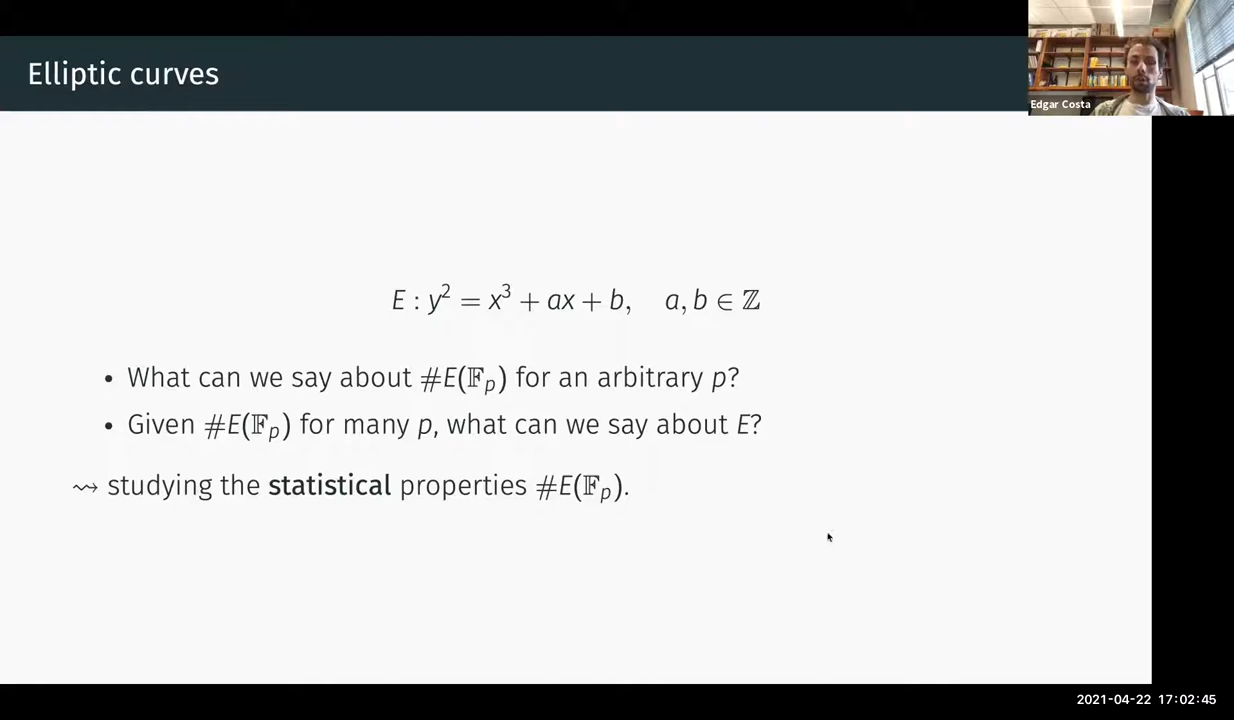 Elliptic curves
Edgar Costa
E : y² = x³ + ax + b, a, b ∈ ℤ
• What can we say about #E(𝔽ₚ) for an arbitrary p?
• Given #E(𝔽ₚ) for many p, what can we say about E?
⇝ studying the statistical properties #E(𝔽ₚ).
2021-04-22 17:02:45